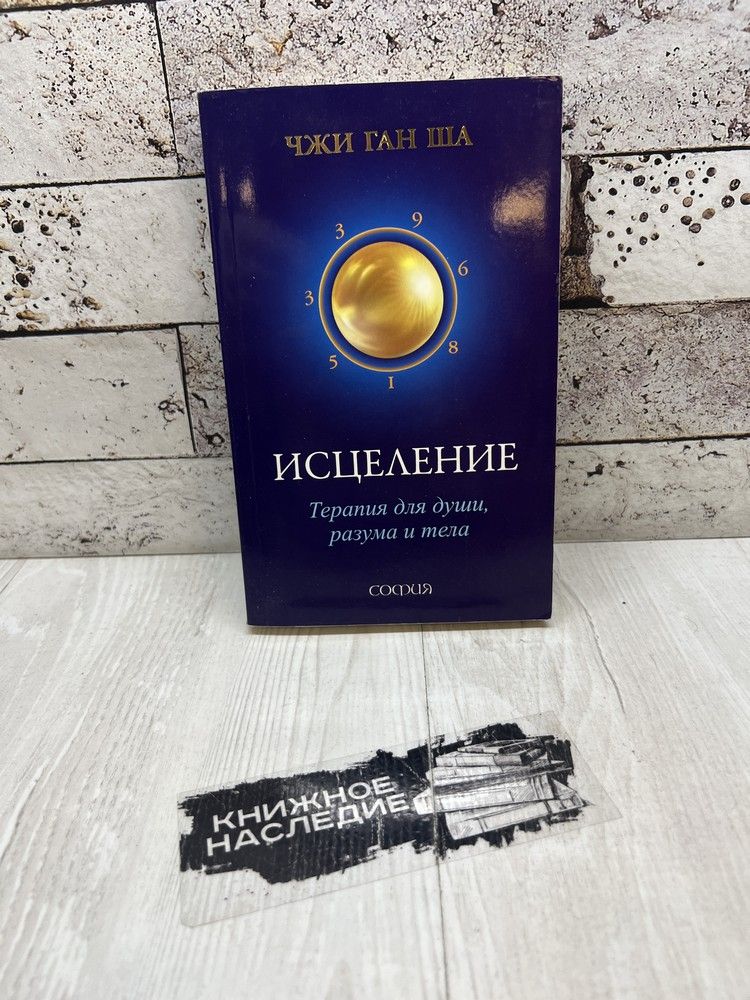 ЧЖИ ГАН ША
3 9
3 6
5 8
1
ИСЦЕЛЕНИЕ
Терапия для души,
разума и тела
СОФИЯ
КНИЖНОЕ
НАСЛЕДИЕ